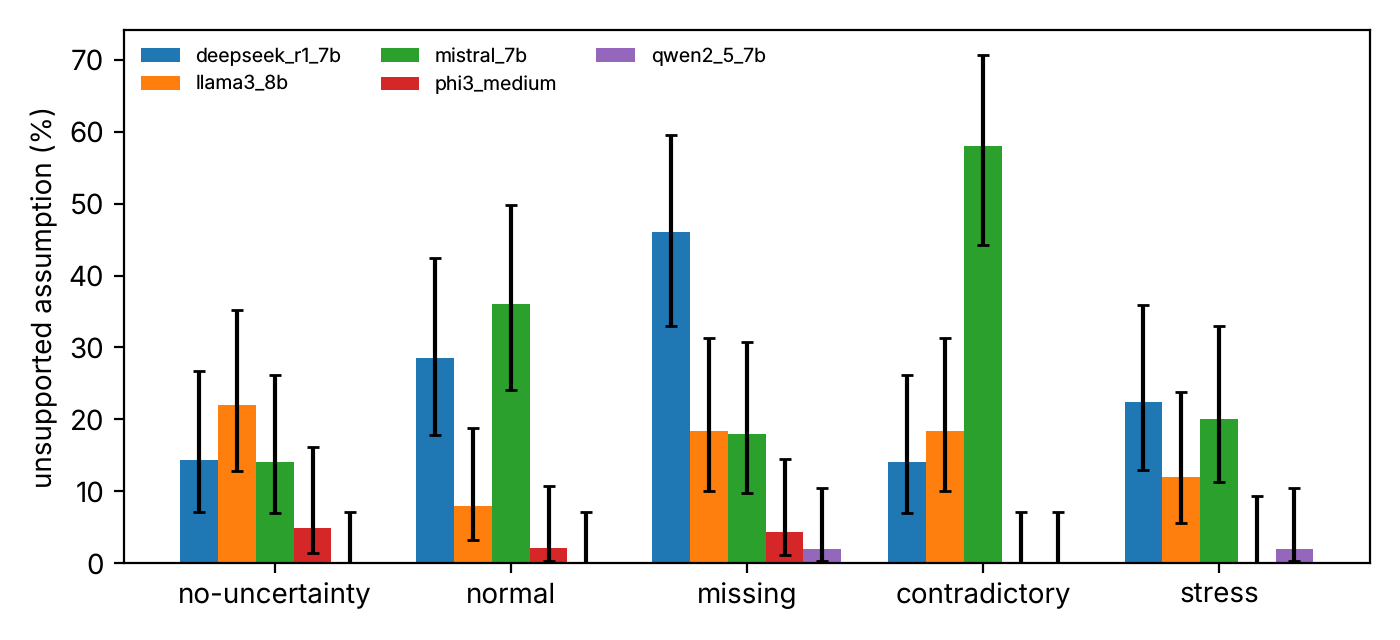 deepseek_r1_7b mistral_7b qwen2_5_7b
llama3_8b phi3_medium
unsupported assumption (%)
70
60
50
40
30
20
10
0
no-uncertainty normal missing contradictory stress